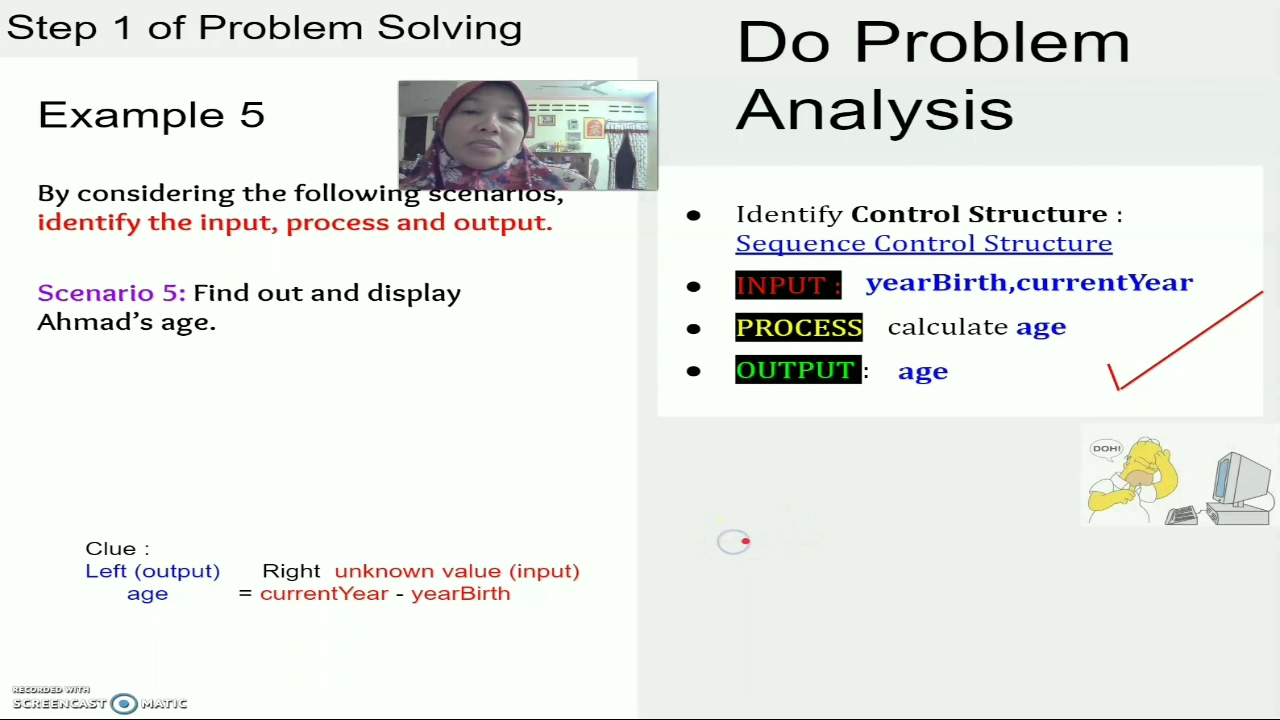 Step 1 of Problem Solving
Example 5
By considering the following scenarios,
identify the input, process and output.
Scenario 5: Find out and display
Ahmad's age.
Clue :
Left (output) Right unknown value (input)
age = currentYear - yearBirth
RECORDED WITH
SCREENCAST MATIC
Do Problem
Analysis
● Identify Control Structure :
Sequence Control Structure
● INPUT : yearBirth,currentYear
● PROCESS calculate age
● OUTPUT : age
DOH!